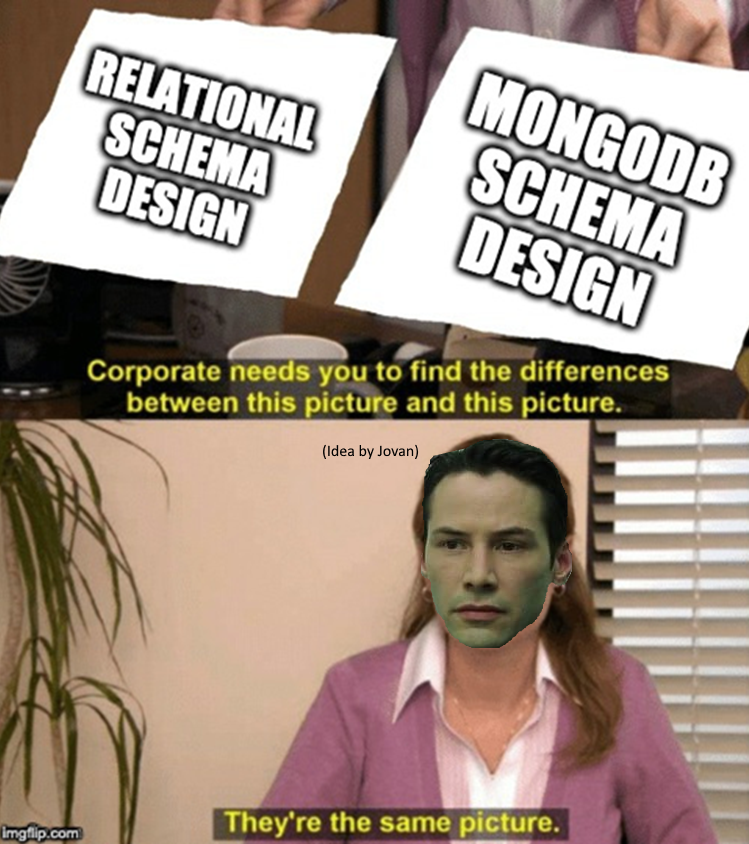 RELATIONAL
SCHEMA
DESIGN
MONGODB
SCHEMA
DESIGN
Corporate needs you to find the differences
between this picture and this picture.
(Idea by Jovan)
They're the same picture.
imgflip.com